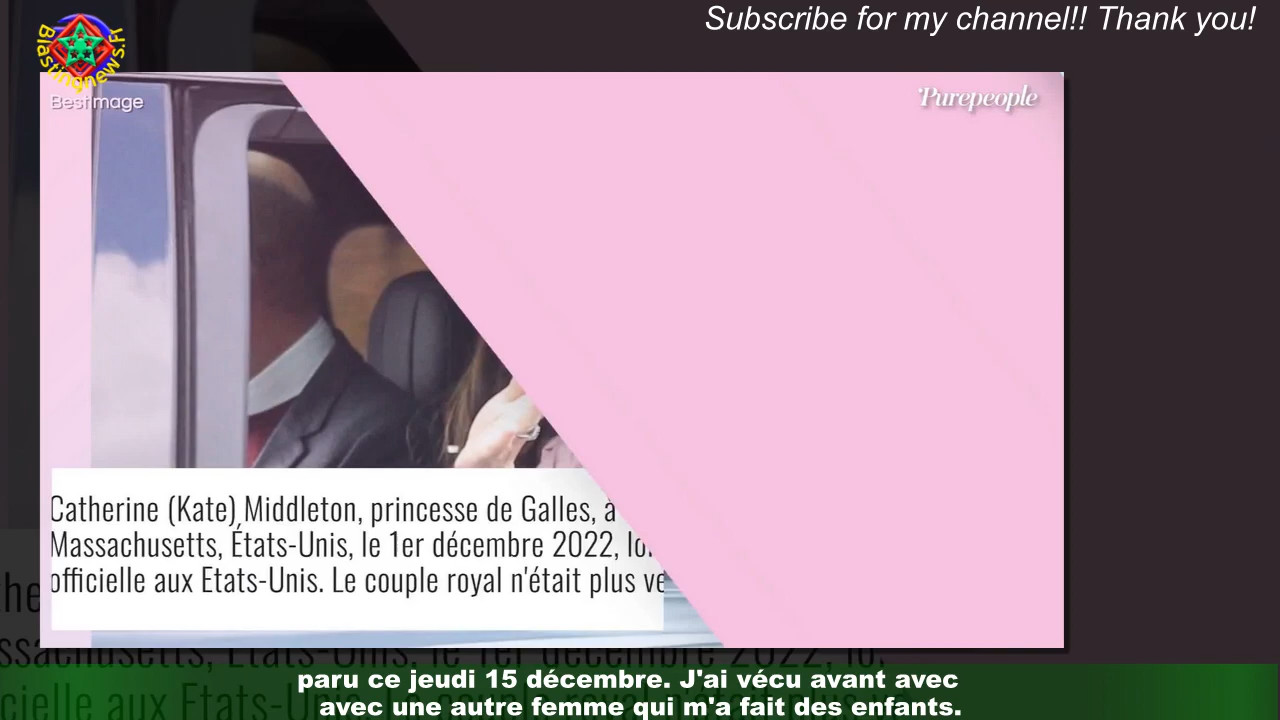 Subscribe for my channel!! Thank you!
Blastingnews.Fr
Bestimage
Purepeople
Catherine (Kate) Middleton, princesse de Galles, à
Massachusetts, États-Unis, le 1er décembre 2022, lo
officielle aux Etats-Unis. Le couple royal n'était plus ve
paru ce jeudi 15 décembre. J'ai vécu avant avec
avec une autre femme qui m'a fait des enfants.